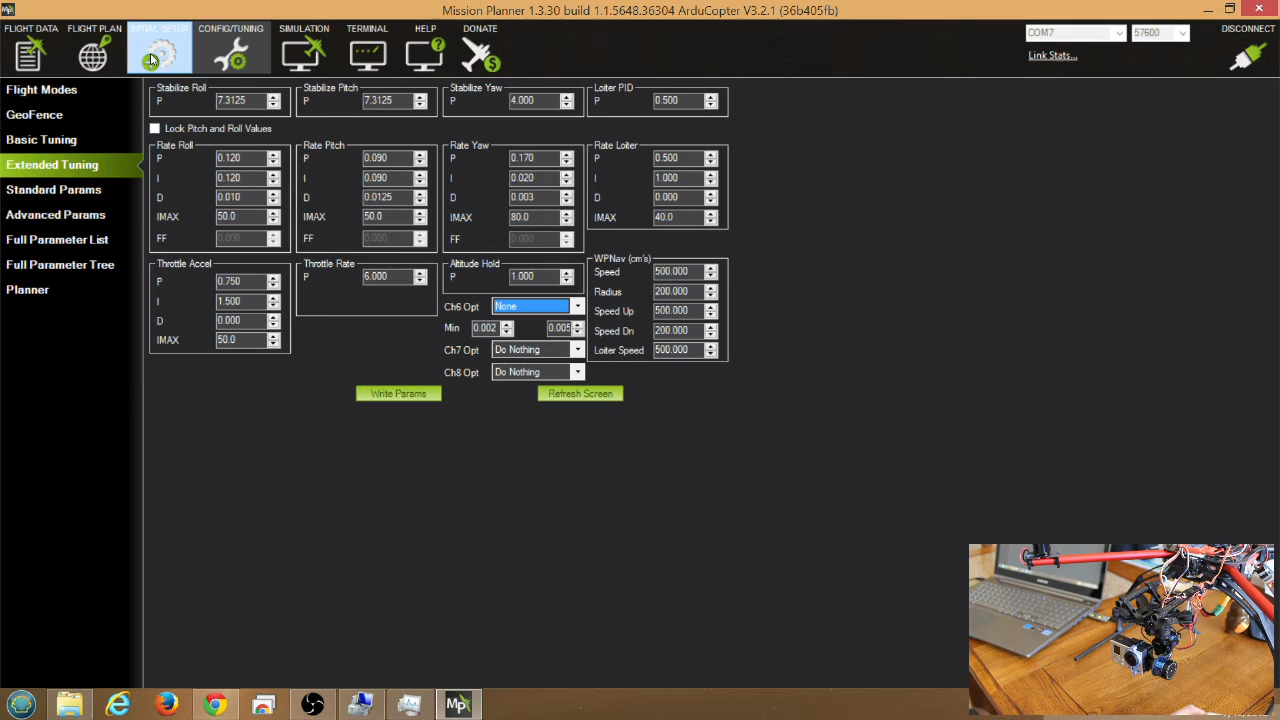 Mission Planner 1.3.30 build 1.1.5648.36304 ArduCopter V3.2.1 (36b405fb)
FLIGHT DATA FLIGHT PLAN INITIAL SETUP CONFIG/TUNING SIMULATION TERMINAL HELP DONATE DISCONNECT
COM7 57600
Link Stats...
Flight Modes
GeoFence
Basic Tuning
Extended Tuning
Standard Params
Advanced Params
Full Parameter List
Full Parameter Tree
Planner
Stabilize Roll
P 7.3125
Stabilize Pitch
P 7.3125
Stabilize Yaw
P 4.000
Loiter PID
P 0.500
Lock Pitch and Roll Values
Rate Roll
P 0.120
I 0.120
D 0.010
IMAX 50.0
FF 0.000
Rate Pitch
P 0.090
I 0.090
D 0.0125
IMAX 50.0
FF 0.000
Rate Yaw
P 0.170
I 0.020
D 0.003
IMAX 80.0
FF 0.000
Rate Loiter
P 0.500
I 1.000
D 0.000
IMAX 40.0
Throttle Accel
P 0.750
I 1.500
D 0.000
IMAX 50.0
Throttle Rate
P 6.000
Altitude Hold
P 1.000
Ch6 Opt None
Min 0.002 0.005
Ch7 Opt Do Nothing
Ch8 Opt Do Nothing
WPNav (cm's)
Speed 500.000
Radius 200.000
Speed Up 500.000
Speed Dn 200.000
Loiter Speed 500.000
Write Params Refresh Screen